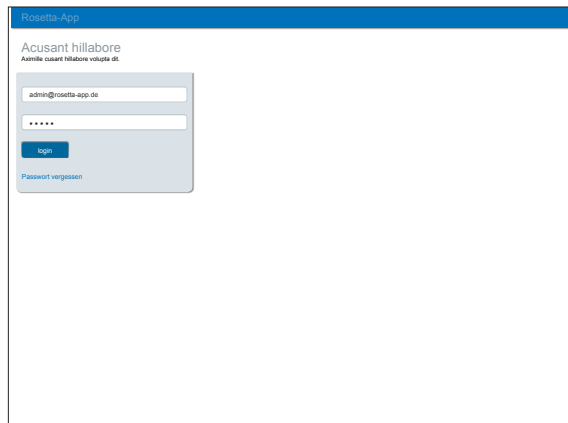 Rosetta-App
Acusant hillabore
Aximille cusant hillabore volupta dit.
admin@rosetta-app.de
•••••
login
Passwort vergessen